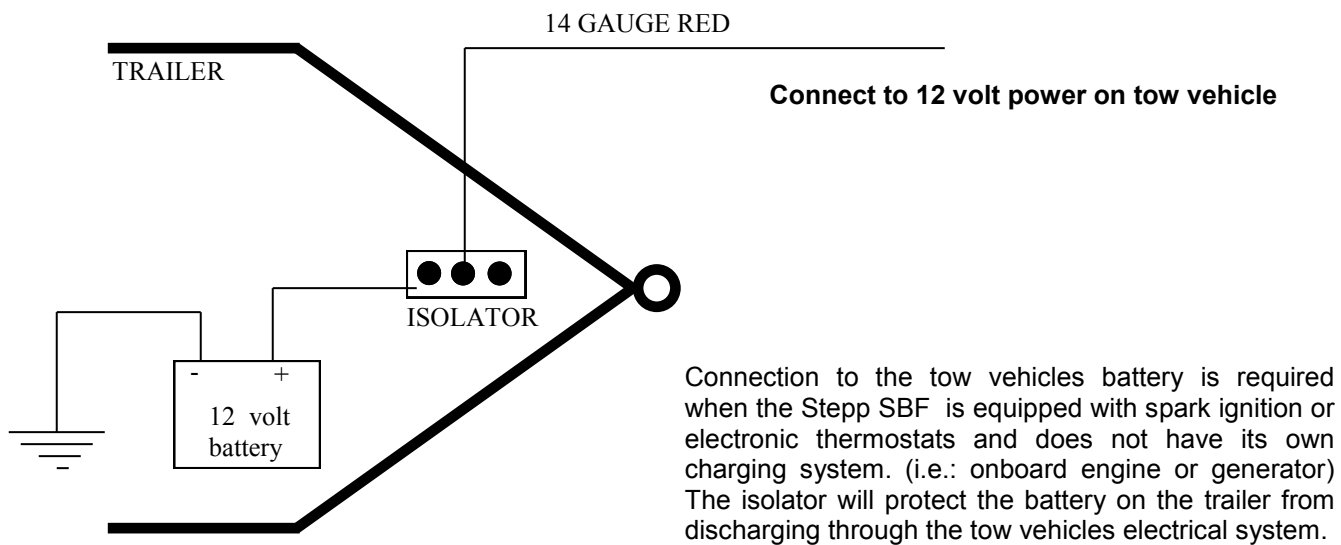 14 GAUGE RED
TRAILER
Connect to 12 volt power on tow vehicle
ISOLATOR
- +
12 volt
battery
Connection to the tow vehicles battery is required
when the Stepp SBF is equipped with spark ignition or
electronic thermostats and does not have its own
charging system. (i.e.: onboard engine or generator)
The isolator will protect the battery on the trailer from
discharging through the tow vehicles electrical system.